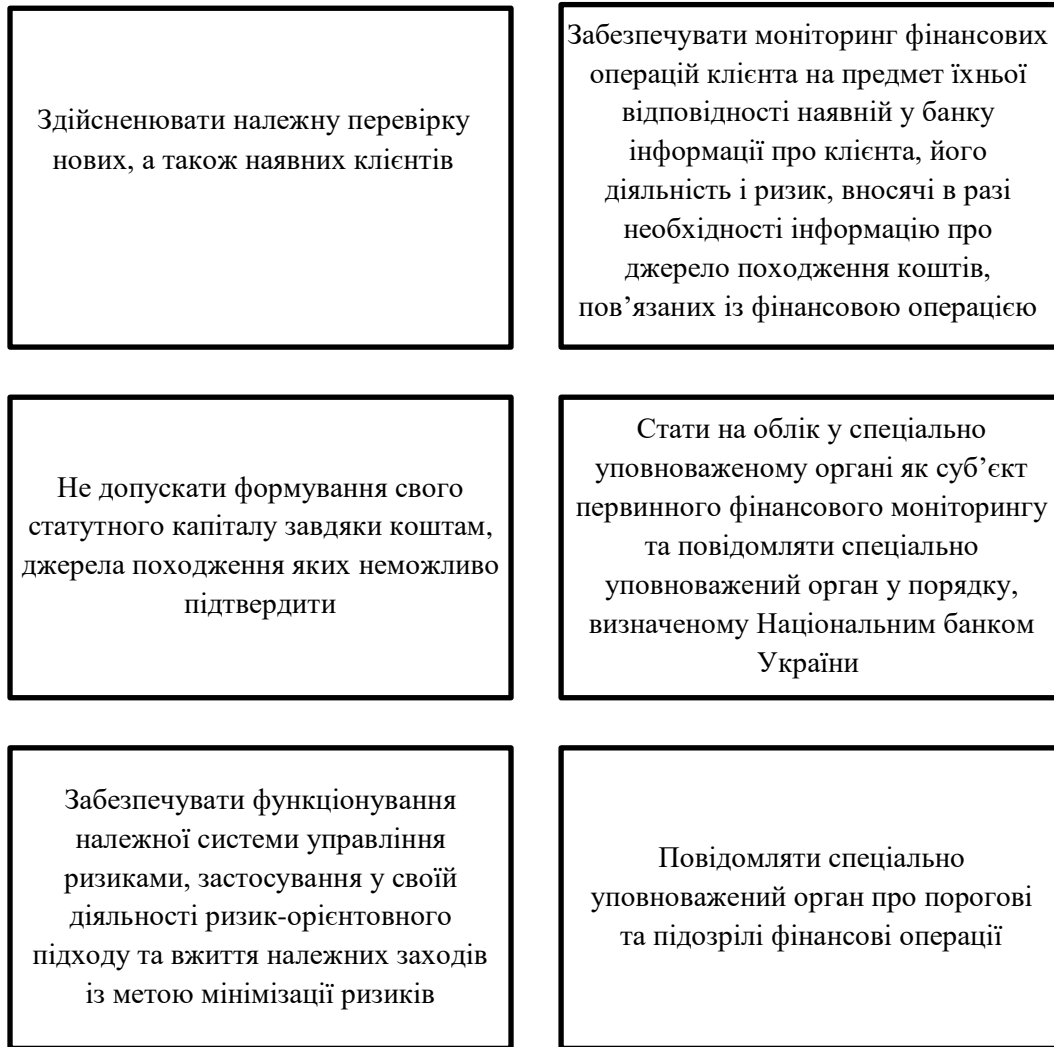 Здійсненювати належну перевірку
нових, а також наявних клієнтів
Забезпечувати моніторинг фінансових
операцій клієнта на предмет їхньої
відповідності наявній у банку
інформації про клієнта, його
діяльність і ризик, вносячі в разі
необхідності інформацію про
джерело походження коштів,
пов’язаних із фінансовою операцією
Не допускати формування свого
статутного капіталу завдяки коштам,
джерела походження яких неможливо
підтвердити
Стати на облік у спеціально
уповноваженому органі як суб’єкт
первинного фінансового моніторингу
та повідомляти спеціально
уповноважений орган у порядку,
визначеному Національним банком
України
Забезпечувати функціонування
належної системи управління
ризиками, застосування у своїй
діяльності ризик-орієнтовного
підходу та вжиття належних заходів
із метою мінімізації ризиків
Повідомляти спеціально
уповноважений орган про порогові
та підозрілі фінансові операції